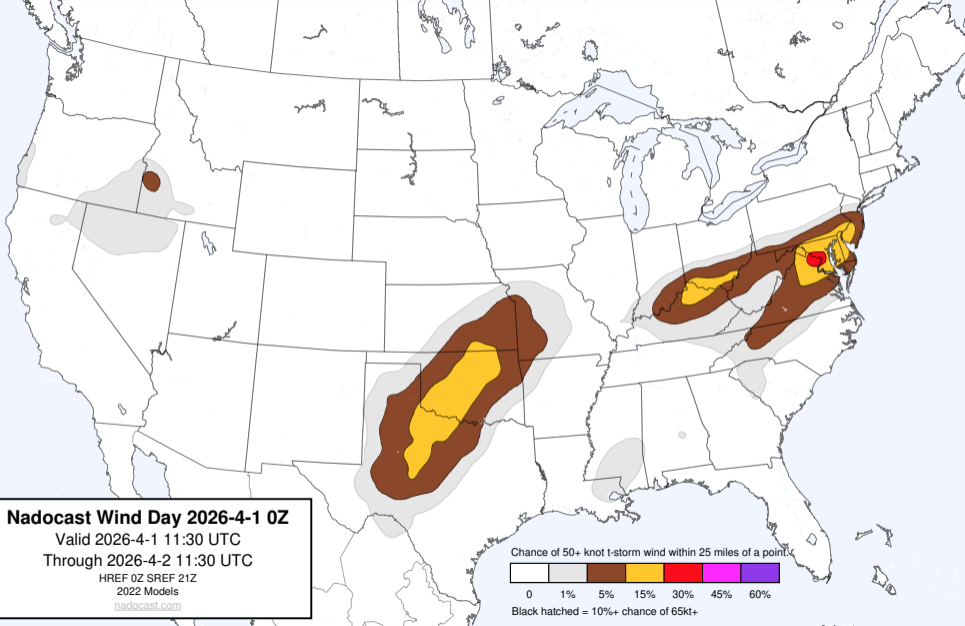 Nadocast Wind Day 2026-4-1 0Z
Valid 2026-4-1 11:30 UTC
Through 2026-4-2 11:30 UTC
HREF 0Z SREF 21Z
2022 Models
nadocast.com
Chance of 50+ knot t-storm wind within 25 miles of a point.
0 1% 5% 15% 30% 45% 60%
Black hatched = 10%+ chance of 65kt+